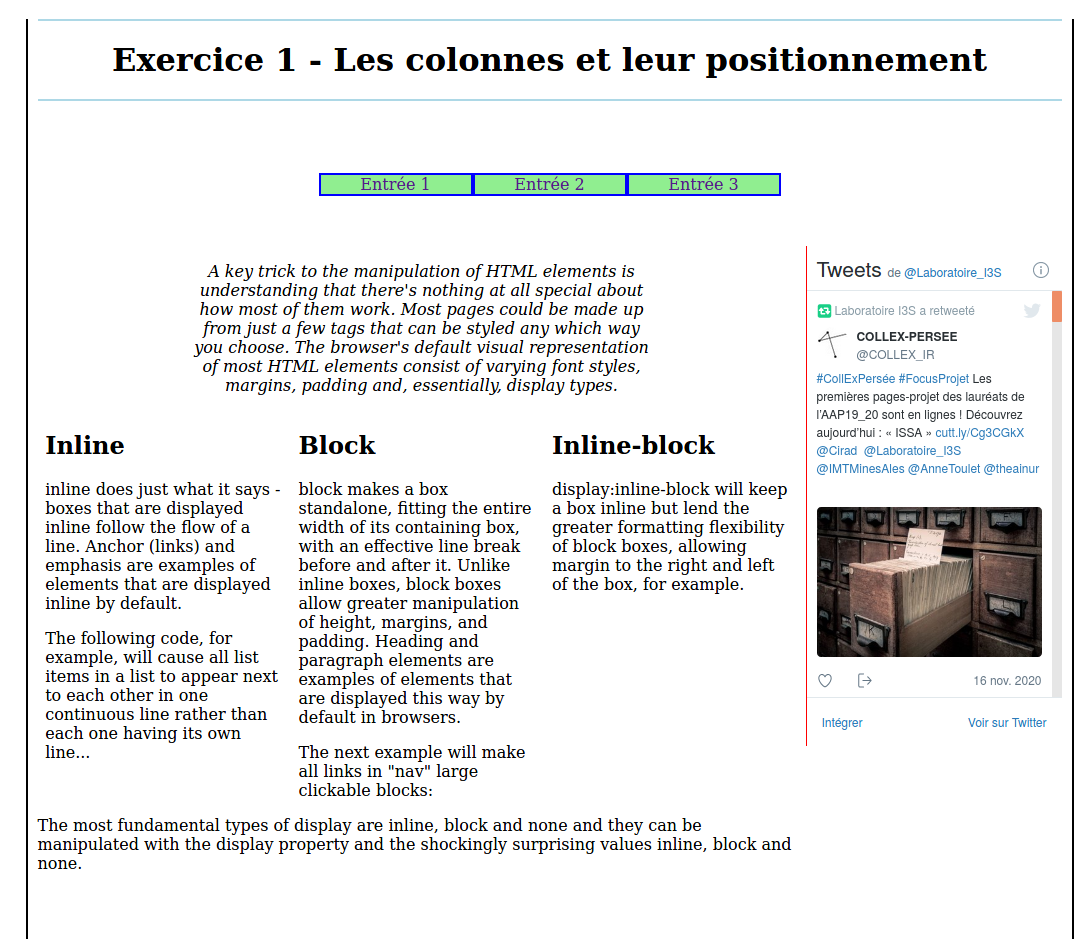 Exercice 1 - Les colonnes et leur positionnement
Entrée 1
Entrée 2
Entrée 3
A key trick to the manipulation of HTML elements is
understanding that there's nothing at all special about
how most of them work. Most pages could be made up
from just a few tags that can be styled any which way
you choose. The browser's default visual representation
of most HTML elements consist of varying font styles,
margins, padding and, essentially, display types.
Inline
inline does just what it says -
boxes that are displayed
inline follow the flow of a
line. Anchor (links) and
emphasis are examples of
elements that are displayed
inline by default.
The following code, for
example, will cause all list
items in a list to appear next
to each other in one
continuous line rather than
each one having its own
line...
Block
block makes a box
standalone, fitting the entire
width of its containing box,
with an effective line break
before and after it. Unlike
inline boxes, block boxes
allow greater manipulation
of height, margins, and
padding. Heading and
paragraph elements are
examples of elements that
are displayed this way by
default in browsers.
The next example will make
all links in "nav" large
clickable blocks:
Inline-block
display:inline-block will keep
a box inline but lend the
greater formatting flexibility
of block boxes, allowing
margin to the right and left
of the box, for example.
The most fundamental types of display are inline, block and none and they can be
manipulated with the display property and the shockingly surprising values inline, block and
none.
Tweets de @Laboratoire_I3S
Laboratoire I3S a retweeté
COLLEX-PERSEE
@COLLEX_IR
#CollExPersée #FocusProjet Les
premières pages-projet des lauréats de
l'AAP19_20 sont en lignes ! Découvrez
aujourd'hui : « ISSA » cutt.ly/Cg3CGkX
@Cirad @Laboratoire_I3S
@IMTMinesAles @AnneToulet @theainur
16 nov. 2020
Intégrer
Voir sur Twitter